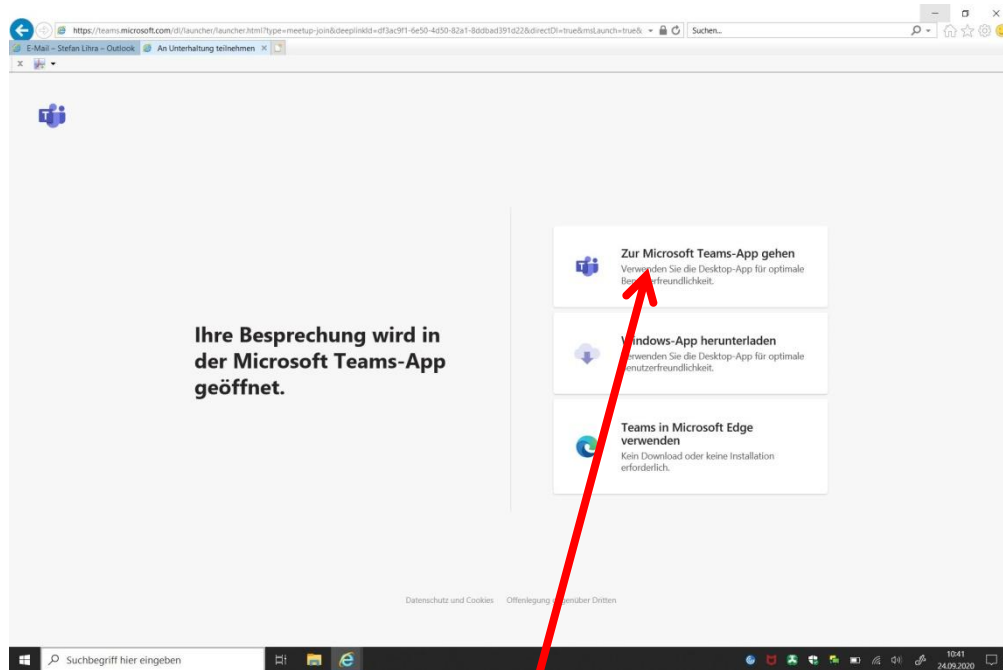 https://teams.microsoft.com/dl/launcher/launcher.html?type=meetup-join&deeplinkId=df3ac9f1-6e50-4d50-82a1-8ddbad391d22&directDl=true&msLaunch=true&
Suchen...
E-Mail – Stefan Lihra – Outlook
An Unterhaltung teilnehmen
Ihre Besprechung wird in
der Microsoft Teams-App
geöffnet.
Zur Microsoft Teams-App gehen
Verwenden Sie die Desktop-App für optimale
Benutzerfreundlichkeit.
Windows-App herunterladen
Verwenden Sie die Desktop-App für optimale
Benutzerfreundlichkeit.
Teams in Microsoft Edge
verwenden
Kein Download oder keine Installation
erforderlich.
Datenschutz und Cookies
Offenlegung gegenüber Dritten
Suchbegriff hier eingeben
10:41
24.09.2020